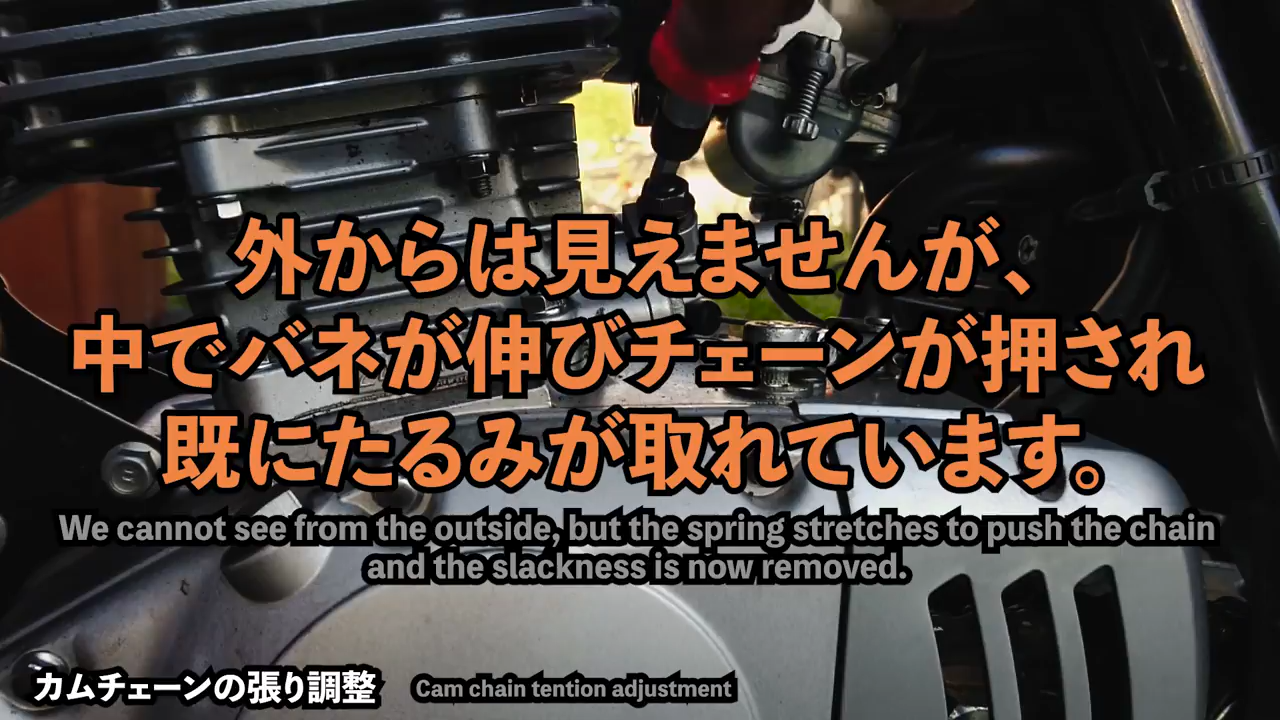 外からは見えませんが、
中でバネが伸びチェーンが押され
既にたるみが取れています。
We cannot see from the outside, but the spring stretches to push the chain
and the slackness is now removed.
カムチェーンの張り調整 Cam chain tention adjustment